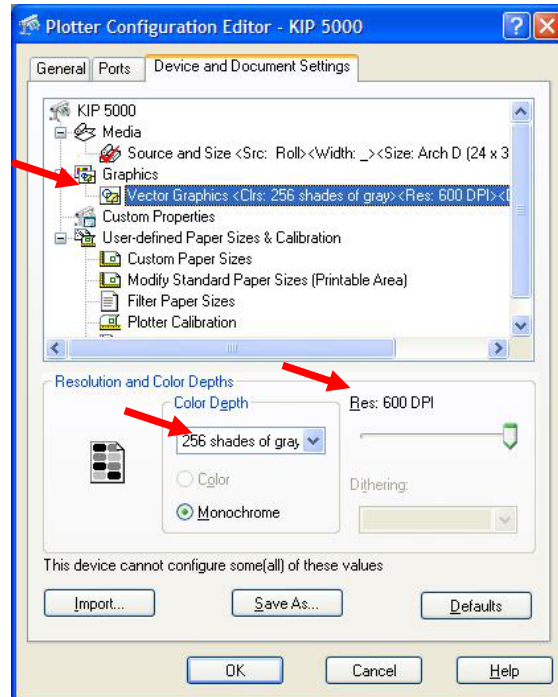 Plotter Configuration Editor - KIP 5000
General Ports Device and Document Settings
KIP 5000
Media
Source and Size <Src: Roll> <Width: _> <Size: Arch D (24 x 3
Graphics
Vector Graphics <Clrs: 256 shades of gray> <Res: 600 DPI> <D
Custom Properties
User-defined Paper Sizes & Calibration
Custom Paper Sizes
Modify Standard Paper Sizes (Printable Area)
Filter Paper Sizes
Plotter Calibration
Resolution and Color Depths
Color Depth
Res: 600 DPI
256 shades of gray
Color
Dithering:
Monochrome
This device cannot configure some(all) of these values
Import... Save As... Defaults
OK Cancel Help